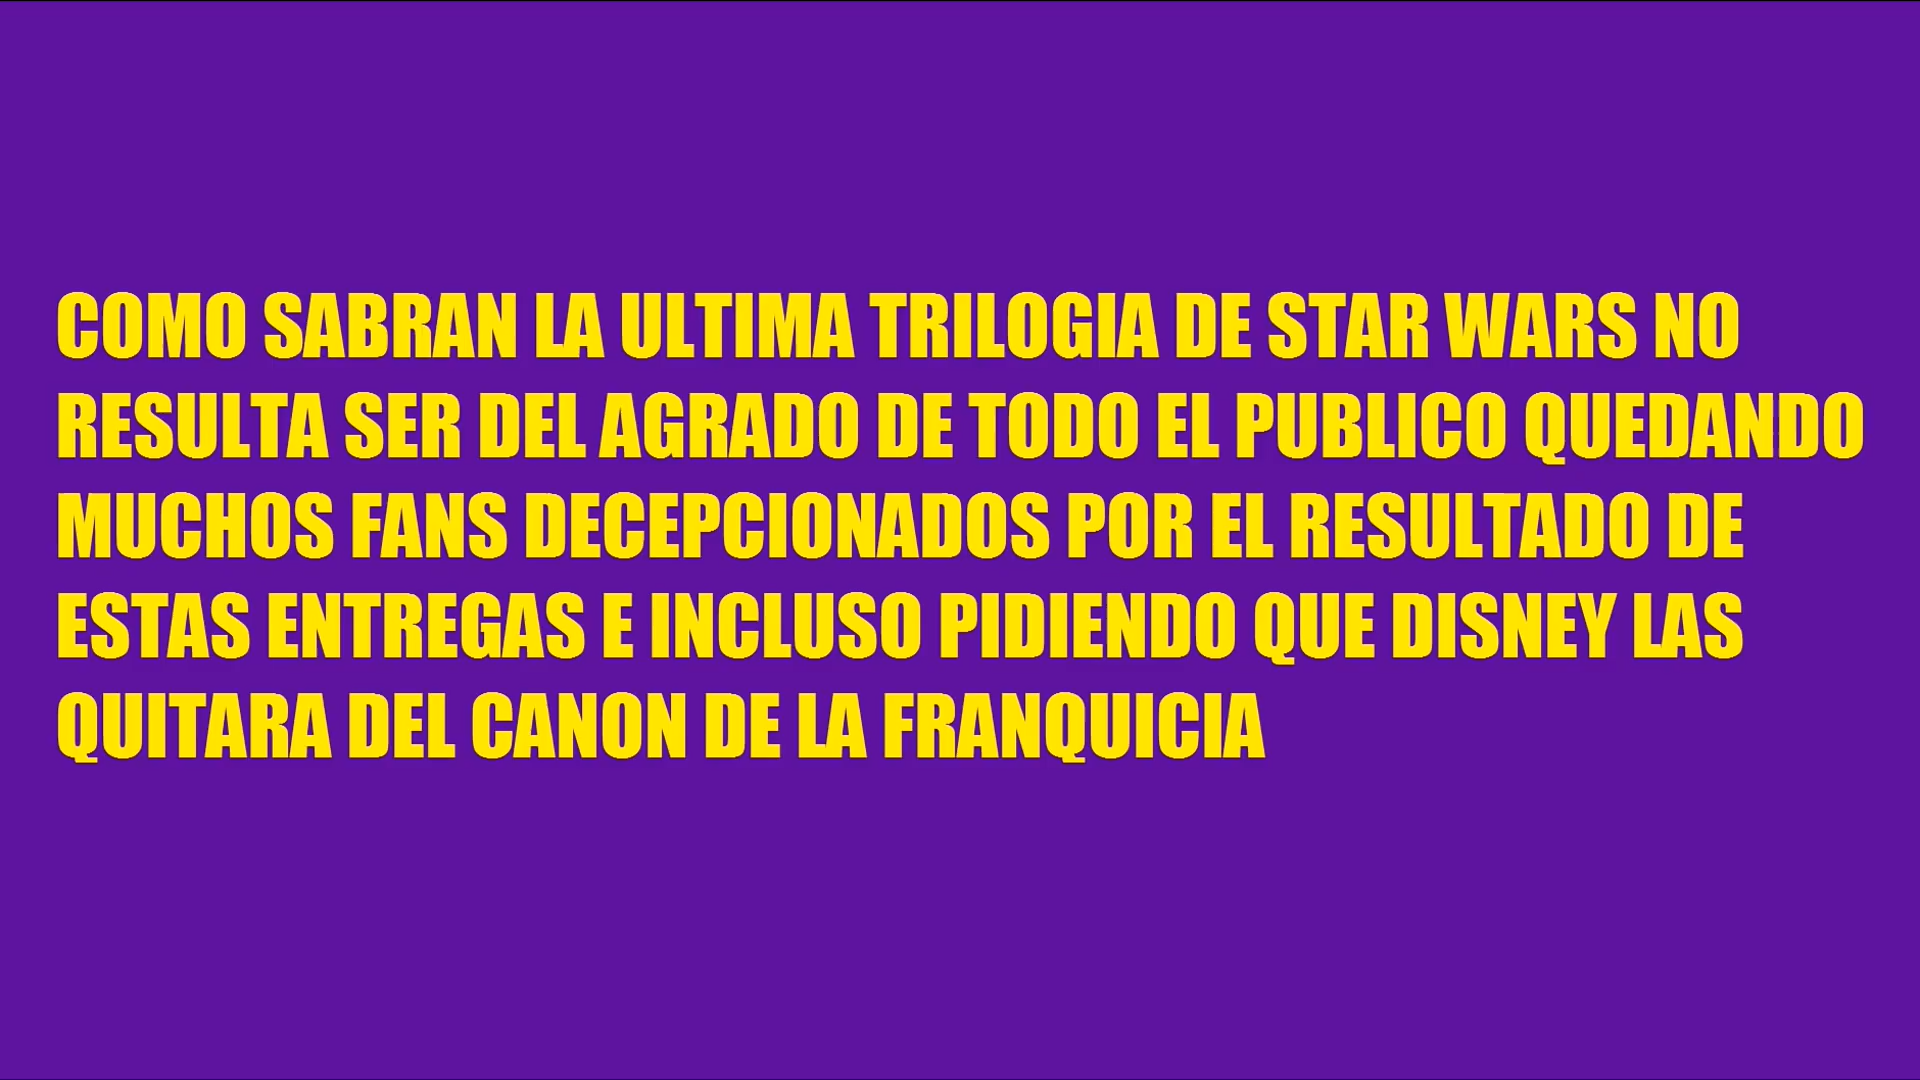 COMO SABRAN LA ULTIMA TRILOGIA DE STAR WARS NO
RESULTA SER DEL AGRADO DE TODO EL PUBLICO QUEDANDO
MUCHOS FANS DECEPCIONADOS POR EL RESULTADO DE
ESTAS ENTREGAS E INCLUSO PIDIENDO QUE DISNEY LAS
QUITARA DEL CANON DE LA FRANQUICIA